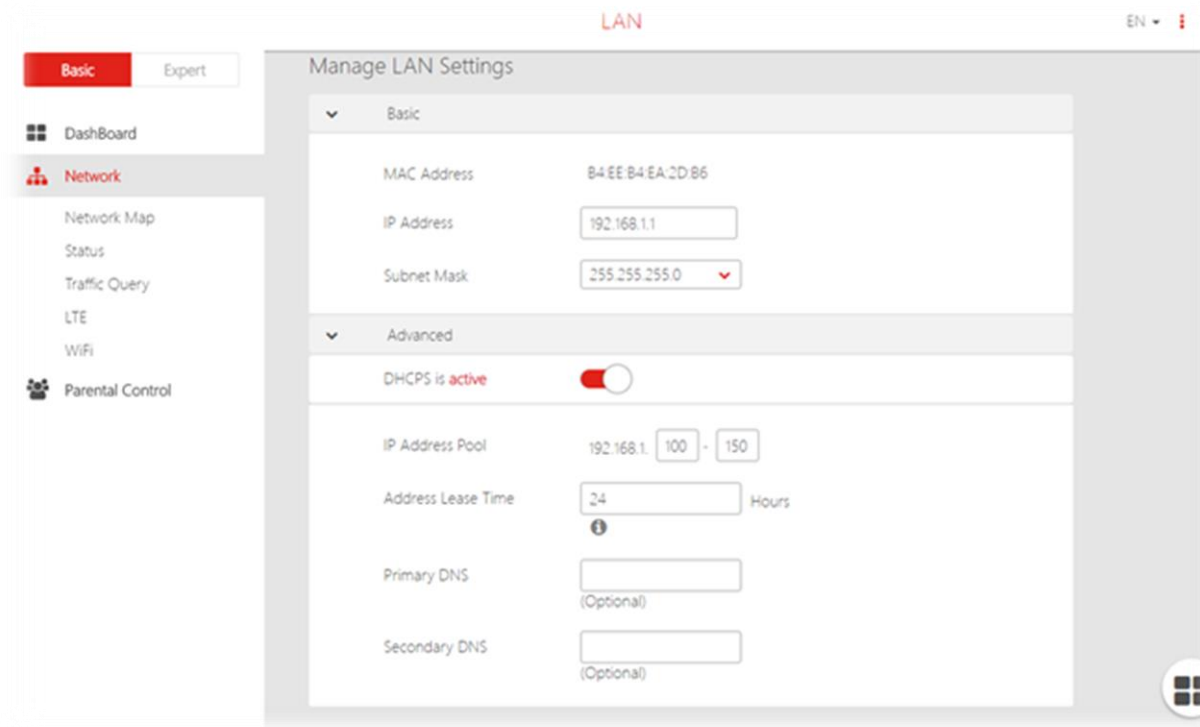 LAN
EN
Basic Expert
Manage LAN Settings
Basic
DashBoard
Network
Network Map
Status
Traffic Query
LTE
WiFi
Parental Control
MAC Address B4:EE:B4:EA:2D:B6
IP Address 192.168.1.1
Subnet Mask 255.255.255.0
Advanced
DHCPS is active
IP Address Pool 192.168.1. 100 - 150
Address Lease Time 24 Hours
Primary DNS
(Optional)
Secondary DNS
(Optional)